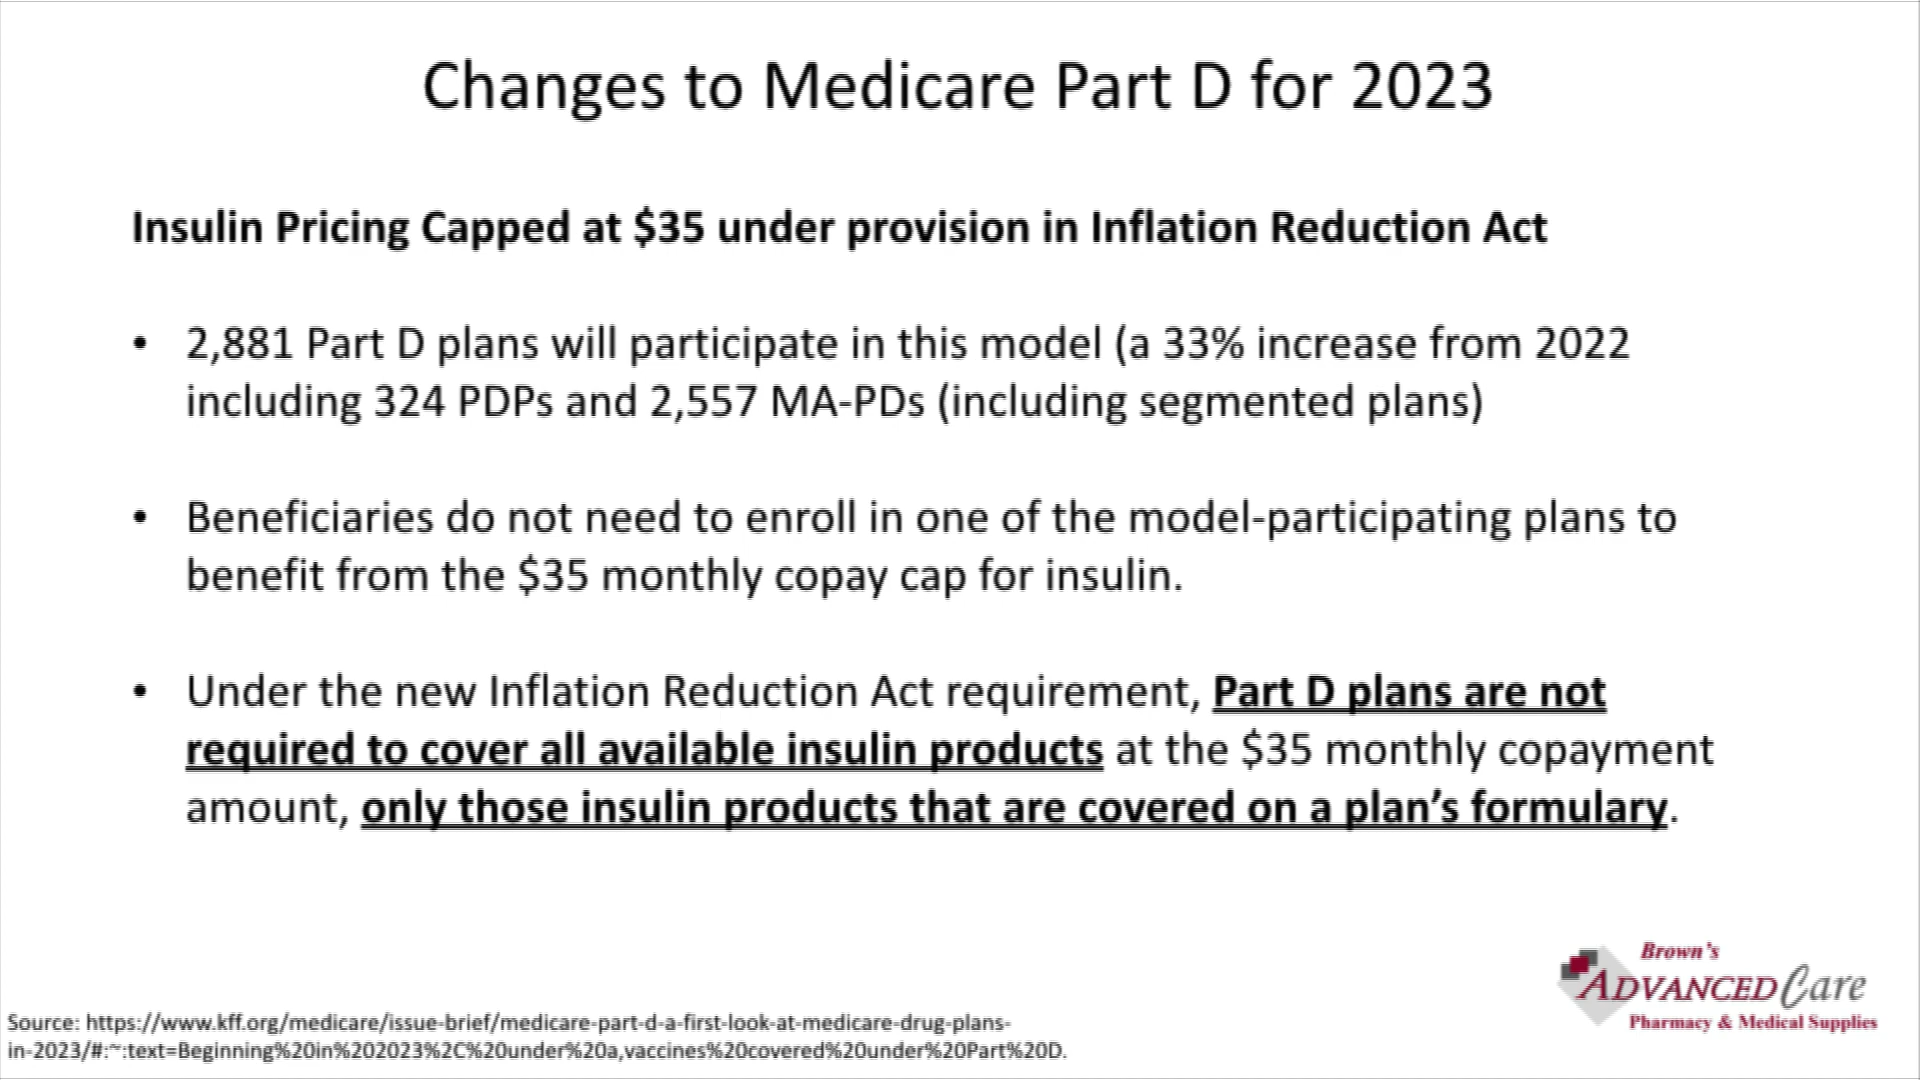 Changes to Medicare Part D for 2023
Insulin Pricing Capped at $35 under provision in Inflation Reduction Act
• 2,881 Part D plans will participate in this model (a 33% increase from 2022
including 324 PDPs and 2,557 MA-PDs (including segmented plans)
• Beneficiaries do not need to enroll in one of the model-participating plans to
benefit from the $35 monthly copay cap for insulin.
• Under the new Inflation Reduction Act requirement, Part D plans are not
required to cover all available insulin products at the $35 monthly copayment
amount, only those insulin products that are covered on a plan's formulary.
Brown's
ADVANCED Care
Pharmacy & Medical Supplies
Source: https://www.kff.org/medicare/issue-brief/medicare-part-d-a-first-look-at-medicare-drug-plans-
in-2023/#:~:text=Beginning%20in%202023%2C%20under%20a,vaccines%20covered%20under%20Part%20D.